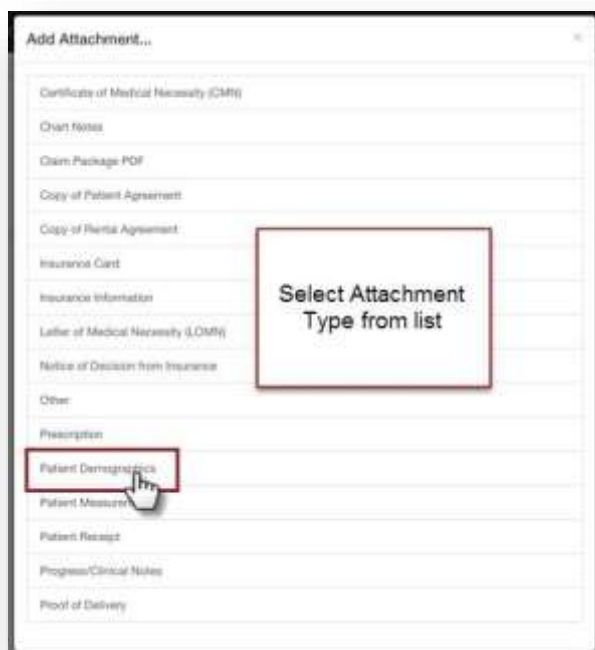 Add Attachment...
×
Certificate of Medical Necessity (CMN)
Chart Notes
Claim Package PDF
Copy of Patient Agreement
Copy of Rental Agreement
Insurance Card
Insurance Information
Letter of Medical Necessity (LOMN)
Notice of Decision from Insurance
Other
Prescription
Patient Demographics
Patient
Patient Receipt
Progress/Clinical Notes
Proof of Delivery
Select Attachment
Type from list